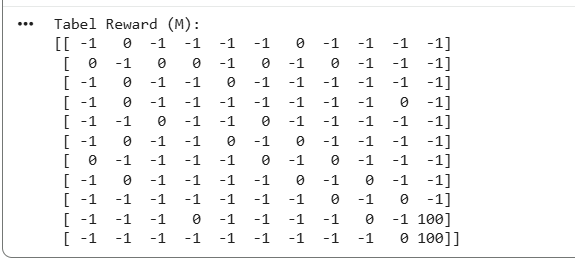 Tabel Reward (M):
[[ -1   0  -1  -1  -1  -1   0  -1  -1  -1  -1]
 [  0  -1   0   0  -1   0  -1   0  -1  -1  -1]
 [ -1   0  -1  -1   0  -1  -1  -1  -1  -1  -1]
 [ -1   0  -1  -1  -1  -1  -1  -1  -1   0  -1]
 [ -1  -1   0  -1  -1   0  -1  -1  -1  -1  -1]
 [ -1   0  -1  -1   0  -1   0  -1  -1  -1  -1]
 [  0  -1  -1  -1  -1   0  -1   0  -1  -1  -1]
 [ -1   0  -1  -1  -1  -1   0  -1   0  -1  -1]
 [ -1  -1  -1  -1  -1  -1  -1   0  -1   0  -1]
 [ -1  -1  -1   0  -1  -1  -1  -1   0  -1 100]
 [ -1  -1  -1  -1  -1  -1  -1  -1  -1   0 100]]